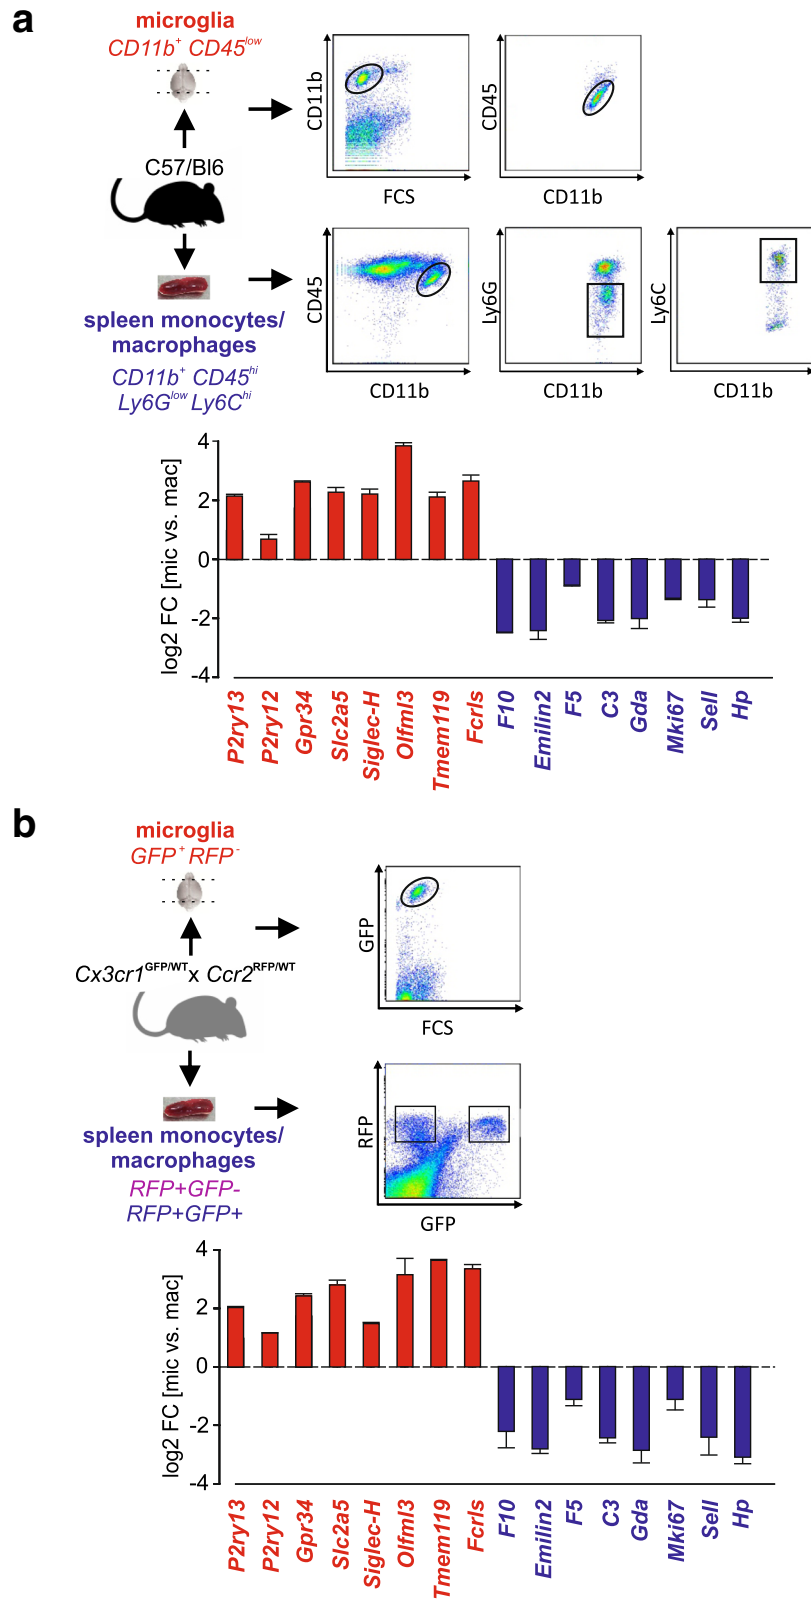 a
microglia
CD11b+ CD45low
C57/Bl6
spleen monocytes/
macrophages
CD11b+ CD45hi
Ly6Glow Ly6Chi
CD11b
FCS
CD45
CD11b
CD45
CD11b
Ly6G
CD11b
Ly6C
CD11b
log2 FC [mic vs. mac]
4
2
0
-2
-4
P2ry13
P2ry12
Gpr34
Slc2a5
Siglec-H
Olfml3
Tmem119
Fcrls
F10
Emilin2
F5
C3
Gda
Mki67
Sell
Hp
b
microglia
GFP+ RFP-
Cx3cr1GFP/WT x Ccr2RFP/WT
spleen monocytes/
macrophages
RFP+GFP-
RFP+GFP+
GFP
FCS
RFP
GFP
log2 FC [mic vs. mac]
4
2
0
-2
-4
P2ry13
P2ry12
Gpr34
Slc2a5
Siglec-H
Olfml3
Tmem119
Fcrls
F10
Emilin2
F5
C3
Gda
Mki67
Sell
Hp